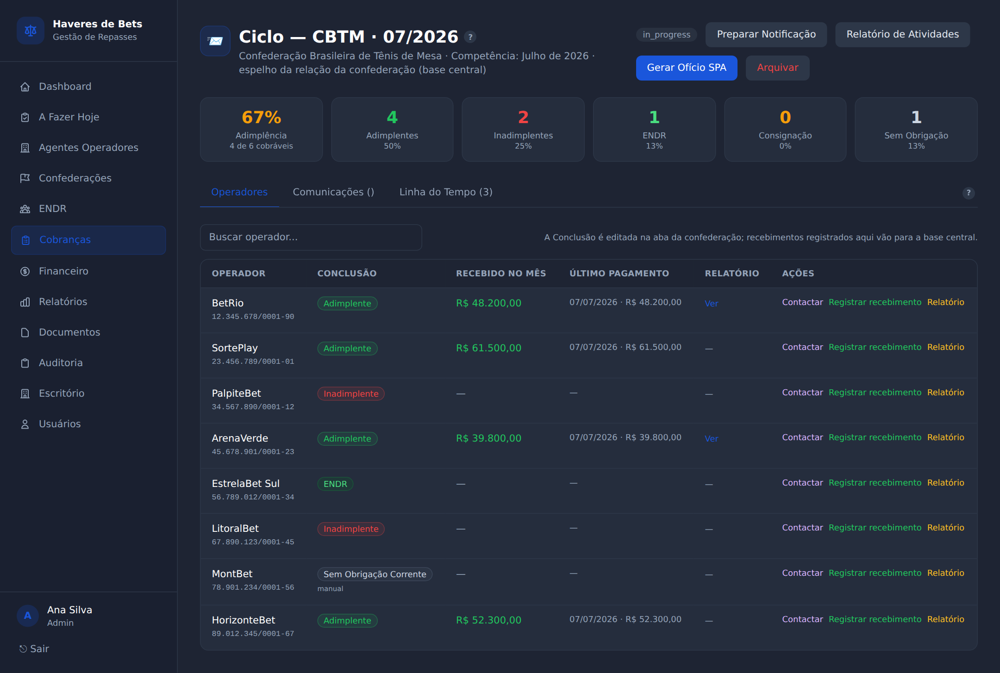 Haveres de Bets
Gestão de Repasses
Dashboard
A Fazer Hoje
Agentes Operadores
Confederações
ENDR
Cobranças
Financeiro
Relatórios
Documentos
Auditoria
Escritório
Usuários
A
Ana Silva
Admin
Sair
Ciclo — CBTM · 07/2026 ?
Confederação Brasileira de Tênis de Mesa · Competência: Julho de 2026 ·
espelho da relação da confederação (base central)
in_progress Preparar Notificação Relatório de Atividades
Gerar Ofício SPA Arquivar
67%
Adimplência
4 de 6 cobráveis
4
Adimplentes
50%
2
Inadimplentes
25%
1
ENDR
13%
0
Consignação
0%
1
Sem Obrigação
13%
Operadores Comunicações () Linha do Tempo (3) ?
Buscar operador...
A Conclusão é editada na aba da confederação; recebimentos registrados aqui vão para a base central.
OPERADOR CONCLUSÃO RECEBIDO NO MÊS ÚLTIMO PAGAMENTO RELATÓRIO AÇÕES
BetRio Adimplente R$ 48.200,00 07/07/2026 · R$ 48.200,00 Ver Contactar Registrar recebimento Relatório
12.345.678/0001-90
SortePlay Adimplente R$ 61.500,00 07/07/2026 · R$ 61.500,00 — Contactar Registrar recebimento Relatório
23.456.789/0001-01
PalpiteBet Inadimplente — — — Contactar Registrar recebimento Relatório
34.567.890/0001-12
ArenaVerde Adimplente R$ 39.800,00 07/07/2026 · R$ 39.800,00 Ver Contactar Registrar recebimento Relatório
45.678.901/0001-23
EstrelaBet Sul ENDR — — — Contactar Registrar recebimento Relatório
56.789.012/0001-34
LitoralBet Inadimplente — — — Contactar Registrar recebimento Relatório
67.890.123/0001-45
MontBet Sem Obrigação Corrente — — — Contactar Registrar recebimento Relatório
78.901.234/0001-56 manual
HorizonteBet Adimplente R$ 52.300,00 07/07/2026 · R$ 52.300,00 — Contactar Registrar recebimento Relatório
89.012.345/0001-67